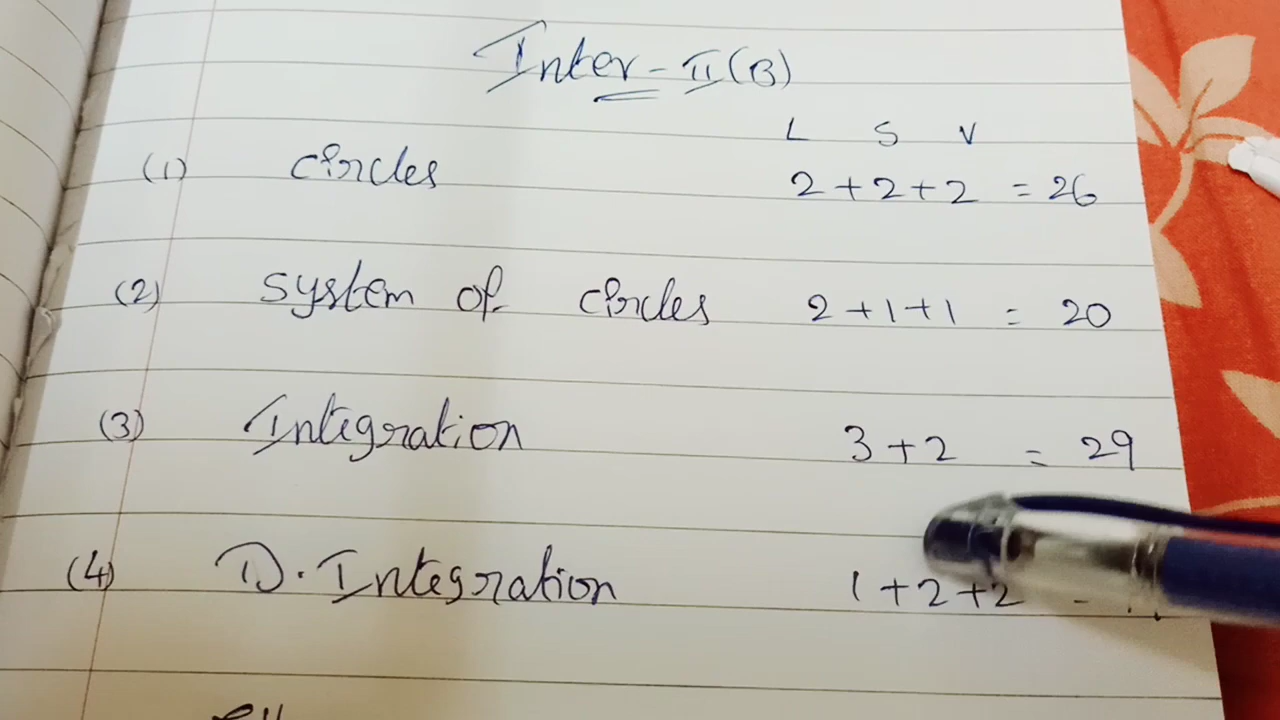 Inter - II (B)
L S V
(1) circles 2 + 2 + 2 = 26
(2) system of circles 2 + 1 + 1 = 20
(3) Integration 3 + 2 = 29
(4) D. Integration 1 + 2 + 2